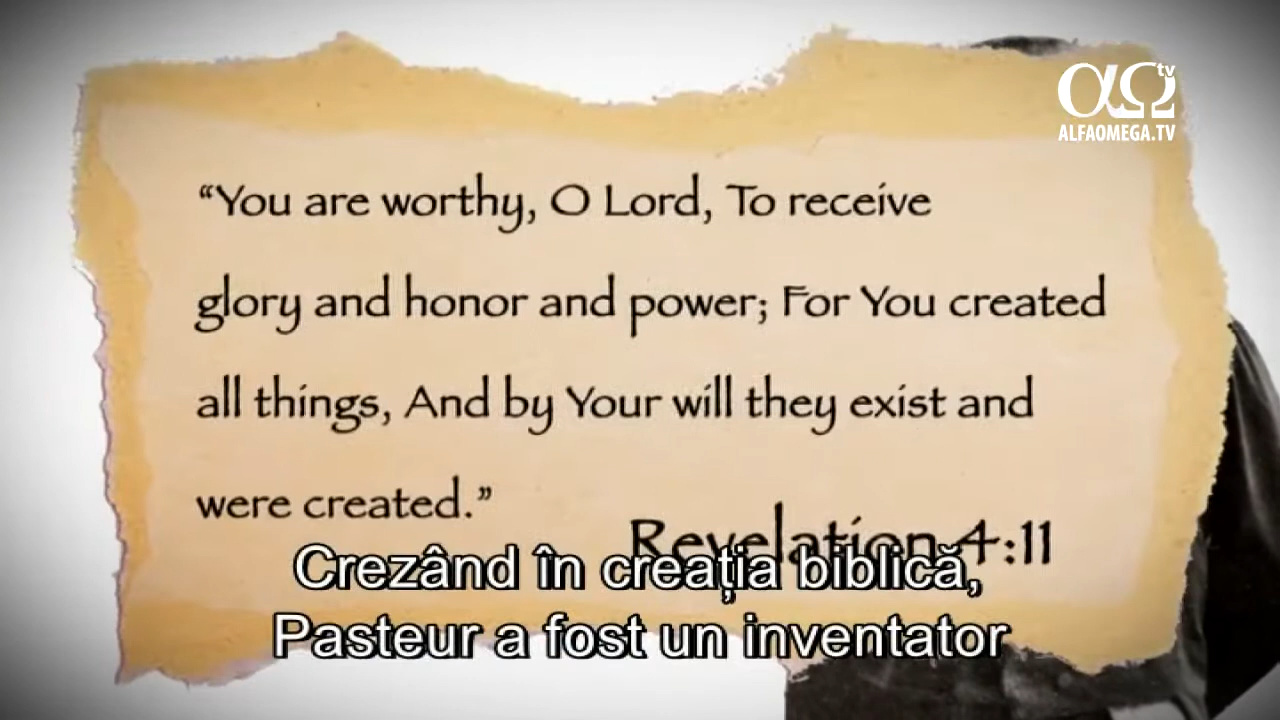 αΩ tv
ALFAOMEGA.TV
“You are worthy, O Lord, To receive
glory and honor and power; For You created
all things, And by Your will they exist and
were created.”
Revelation 4:11
Crezând în creația biblică,
Pasteur a fost un inventator